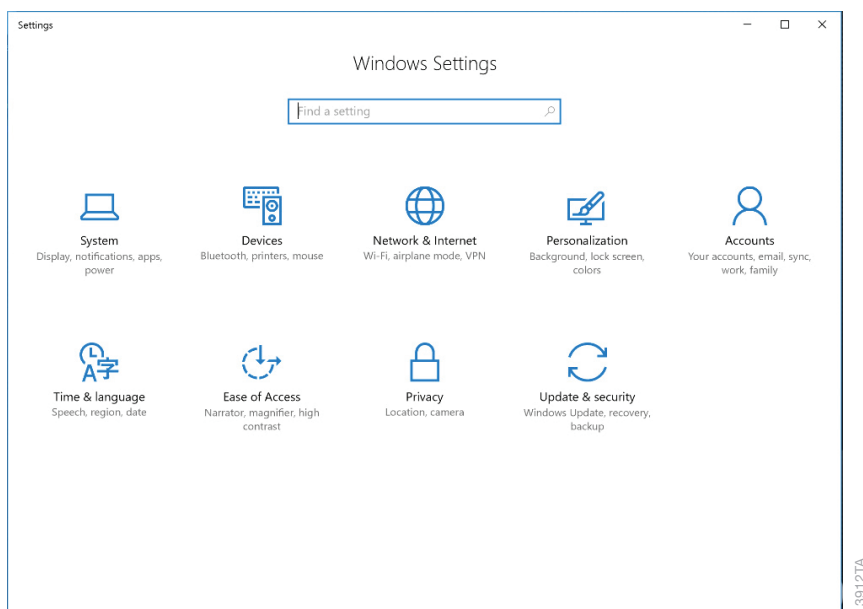 Settings
Windows Settings
Find a setting
System
Display, notifications, apps,
power
Devices
Bluetooth, printers, mouse
Network & Internet
Wi-Fi, airplane mode, VPN
Personalization
Background, lock screen,
colors
Accounts
Your accounts, email, sync,
work, family
Time & language
Speech, region, date
Ease of Access
Narrator, magnifier, high
contrast
Privacy
Location, camera
Update & security
Windows Update, recovery,
backup
3912TA